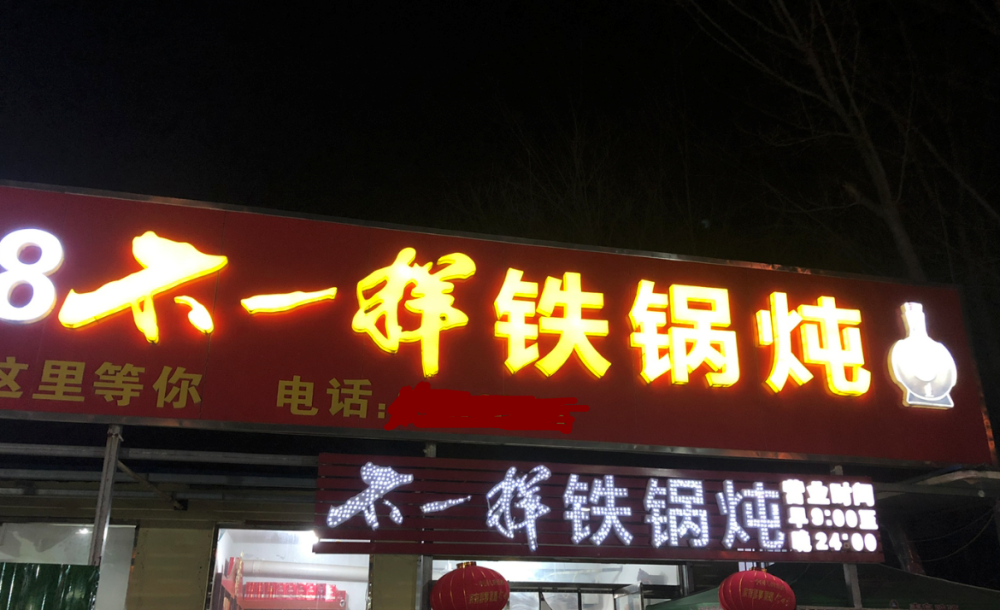 8不一样铁锅炖
这里等你 电话:
不一样铁锅炖
营业时间
早9:00至
晚24:00